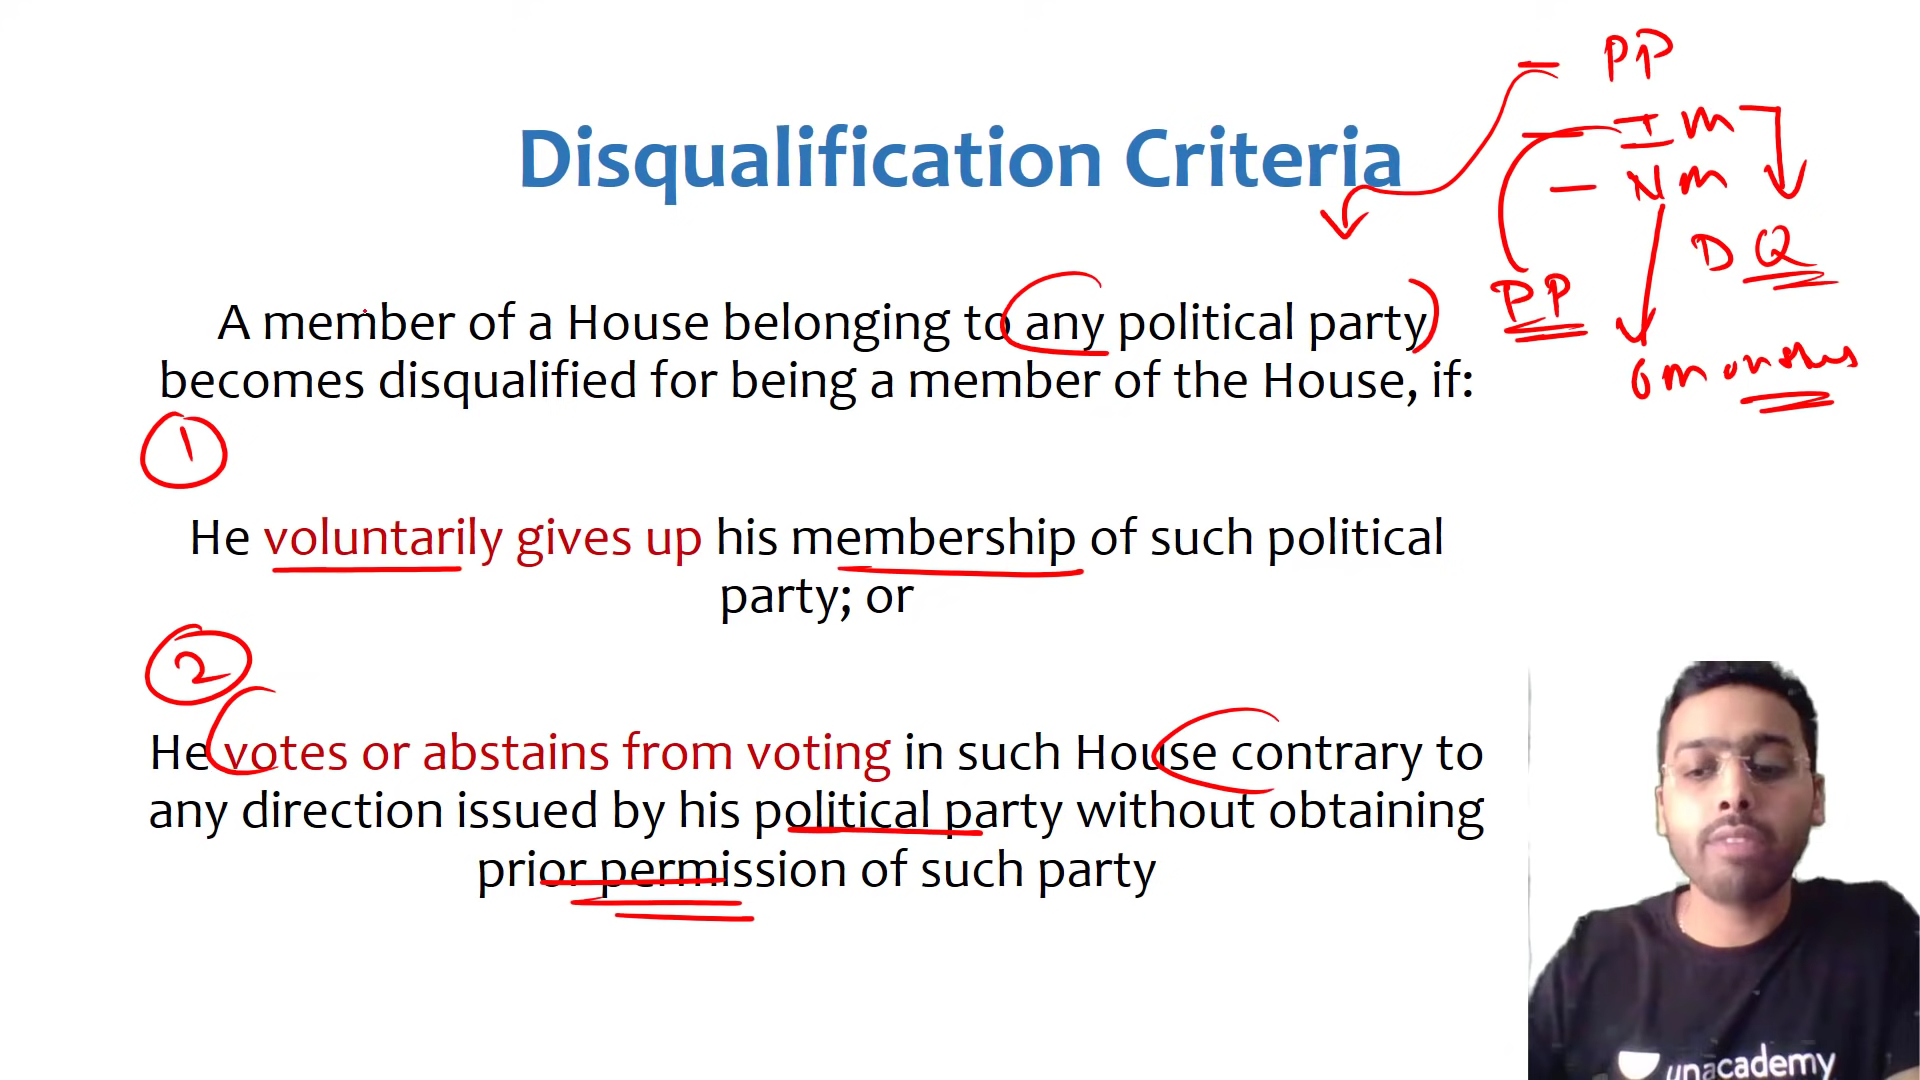 PP
I M
N M
D Q
PP
6 months
Disqualification Criteria
A member of a House belonging to any political party
becomes disqualified for being a member of the House, if:
1
He voluntarily gives up his membership of such political
party; or
2
He votes or abstains from voting in such House contrary to
any direction issued by his political party without obtaining
prior permission of such party
unacademy